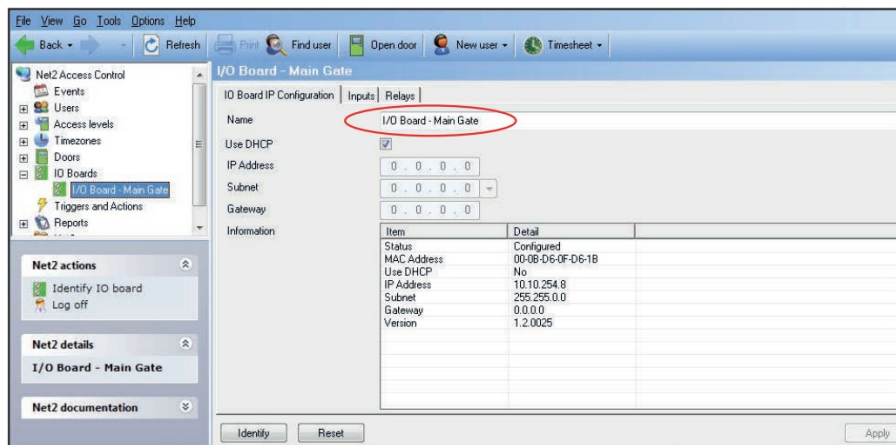 File View Go Tools Options Help
Back Refresh Print Find user Open door New user Timesheet
Net2 Access Control
Events
Users
Access levels
Timezones
Doors
IO Boards
I/O Board - Main Gate
Triggers and Actions
Reports
Net2 actions
Identify IO board
Log off
Net2 details
I/O Board - Main Gate
Net2 documentation
I/O Board - Main Gate
IO Board IP Configuration Inputs Relays
Name I/O Board - Main Gate
Use DHCP
IP Address 0 . 0 . 0 . 0
Subnet 0 . 0 . 0 . 0
Gateway 0 . 0 . 0 . 0
Information
Item Detail
Status Configured
MAC Address 00-0B-D6-0F-D6-1B
Use DHCP No
IP Address 10.10.254.8
Subnet 255.255.0.0
Gateway 0.0.0.0
Version 1.2.0025
Identify Reset Apply